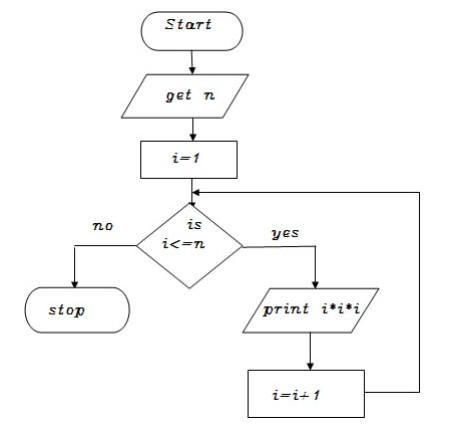 Start
get n
i=1
is
i<=n
no
yes
stop
print i*i*i
i=i+1